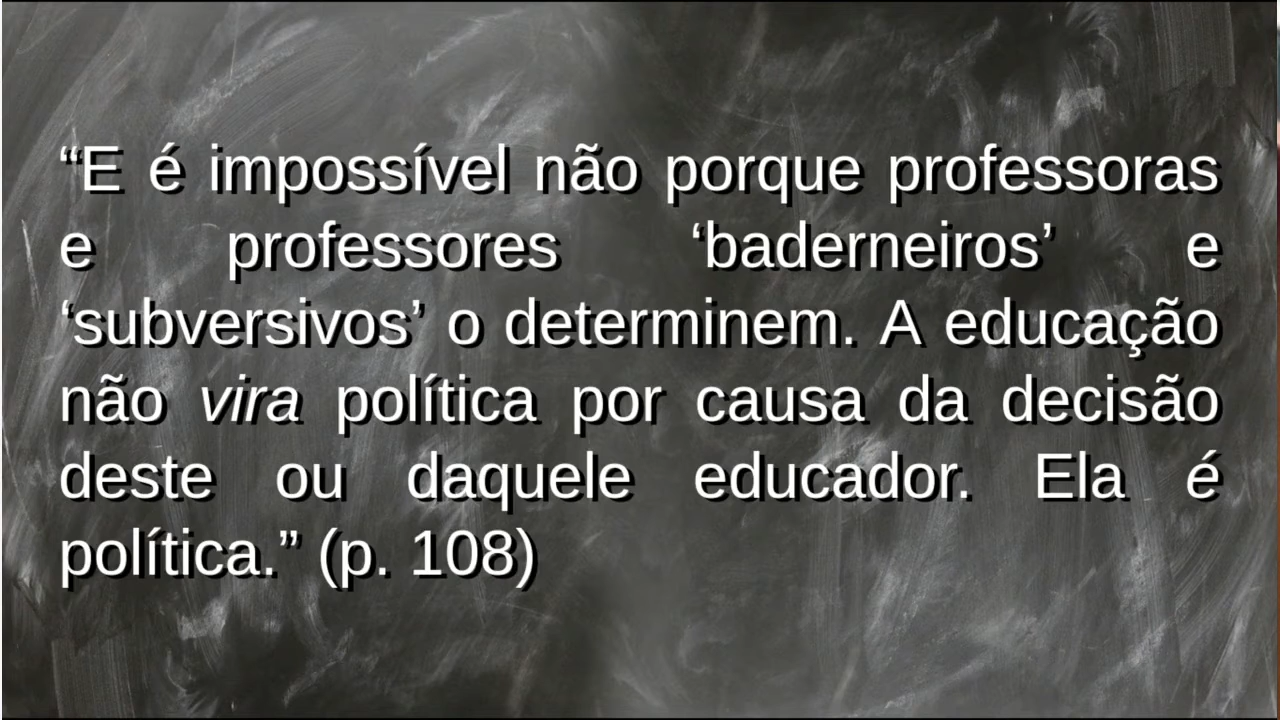 “E é impossível não porque professoras
e professores ‘baderneiros’ e
‘subversivos’ o determinem. A educação
não vira política por causa da decisão
deste ou daquele educador. Ela é
política.” (p. 108)